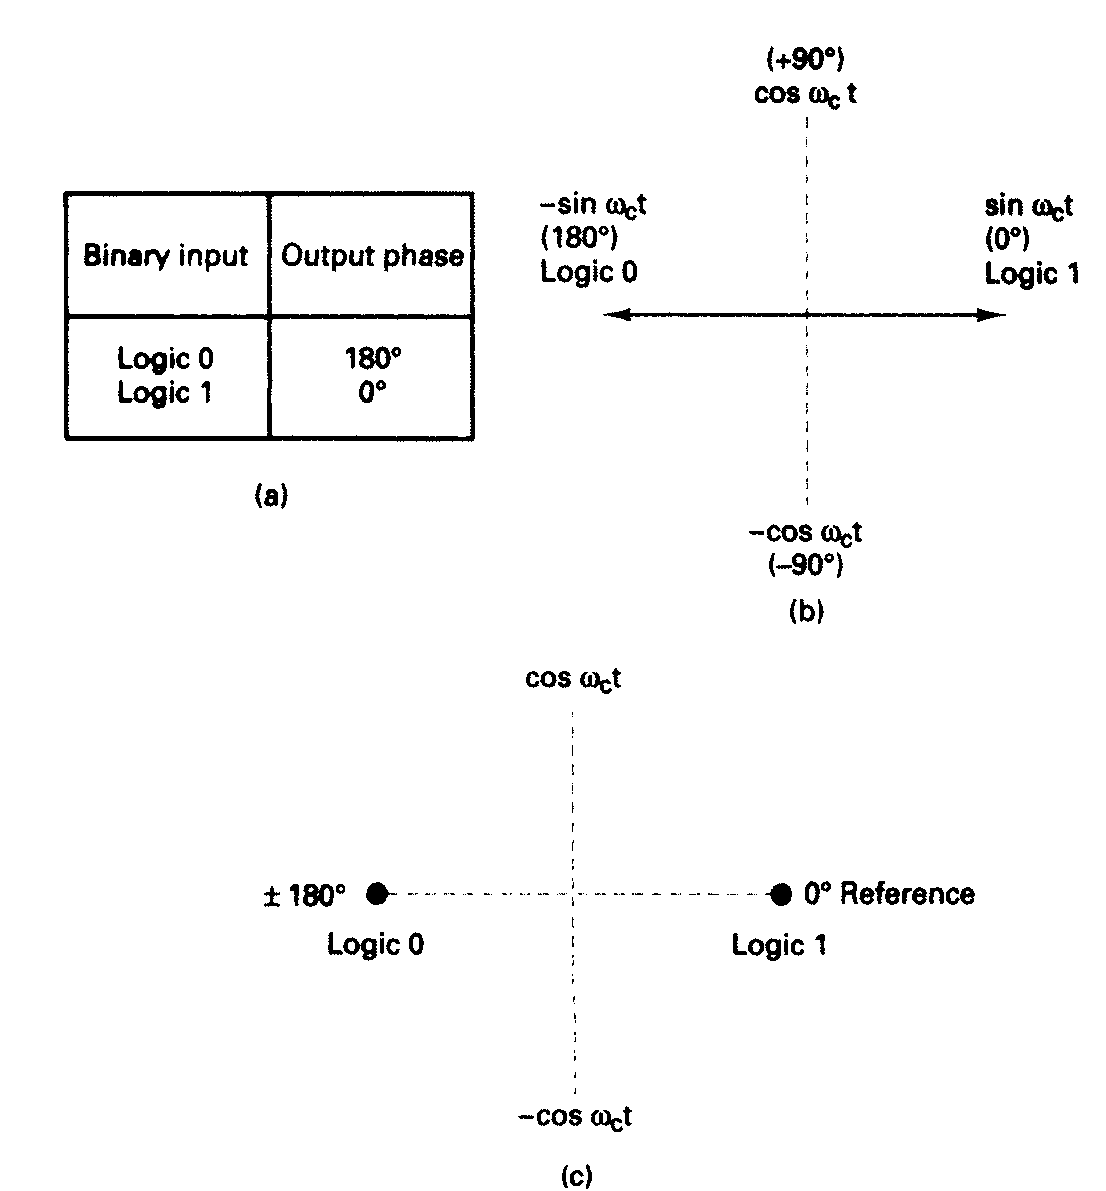 Binary input
Output phase
Logic 0
180°
Logic 1
0°
(a)
(+90°)
cos ωc t
–sin ωct
(180°)
Logic 0
sin ωct
(0°)
Logic 1
–cos ωct
(–90°)
(b)
cos ωct
± 180°
0° Reference
Logic 0
Logic 1
–cos ωct
(c)